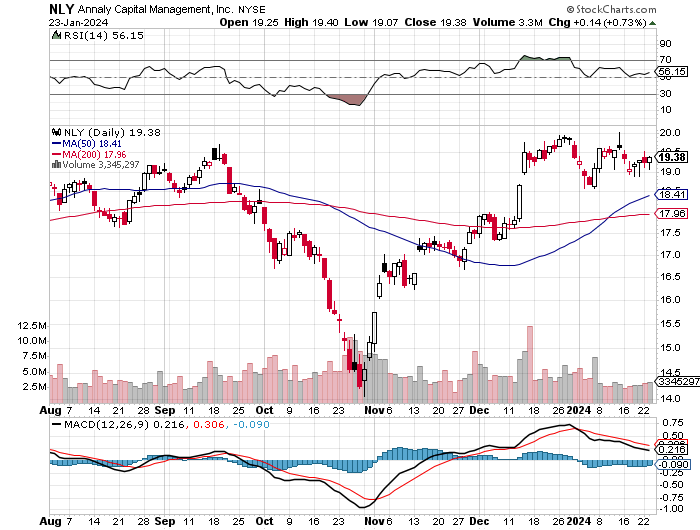 NLY Annaly Capital Management, Inc. NYSE © StockCharts.com
23-Jan-2024 Open 19.25 High 19.40 Low 19.07 Close 19.38 Volume 3.3M Chg +0.14 (+0.73%)
RSI(14) 56.15
90
70
56.15
50
30
10
NLY (Daily) 19.38
MA(50) 18.41
MA(200) 17.96
Volume 3,345,297
20.0
19.5
19.38
19.0
18.5
18.41
17.96
17.5
17.0
16.5
16.0
15.5
15.0
14.5
14.0
12.5M
10.0M
7.5M
5.0M
2.5M
3345297
Aug 7 14 21 28 Sep 11 18 25 Oct 9 16 23 Nov 6 13 20 27 Dec 11 18 26 2024 8 16 22
MACD(12,26,9) 0.216, 0.306, -0.090
0.75
0.50
0.306
0.216
-0.090
-0.25
-0.50
-0.75
-1.00
Aug 7 14 21 28 Sep 11 18 25 Oct 9 16 23 Nov 6 13 20 27 Dec 11 18 26 2024 8 16 22